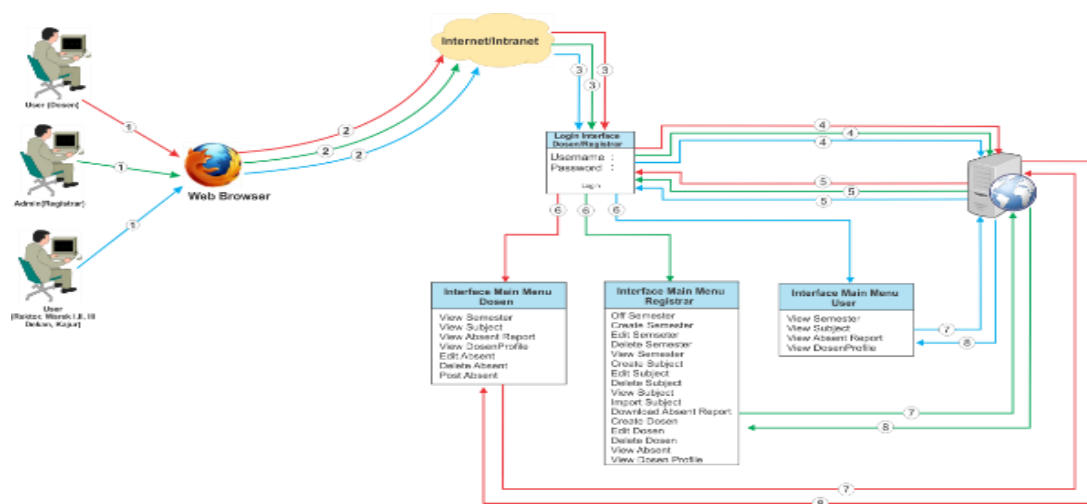 User (Dosen)
Admin(Registrar)
User
(Rektor, Warek I,II, III
Dekan, Kajur)
1
1
1
Web Browser
2
2
2
Internet/Intranet
3
3
3
Login Interface
Dosen/Registrar
Username :
Password :
Login
4
4
4
5
5
5
6
6
6
Interface Main Menu
Dosen
View Semester
View Subject
View Absent Report
View DosenProfile
Edit Absent
Delete Absent
Post Absent
Interface Main Menu
Registrar
Off Semester
Create Semester
Edit Semseter
Delete Semester
View Semester
Create Subject
Edit Subject
Delete Subject
View Subject
Import Subject
Download Absent Report
Create Dosen
Edit Dosen
Delete Dosen
View Absent
View Dosen Profile
Interface Main Menu
User
View Semester
View Subject
View Absent Report
View DosenProfile
7
8
7
8
7
8